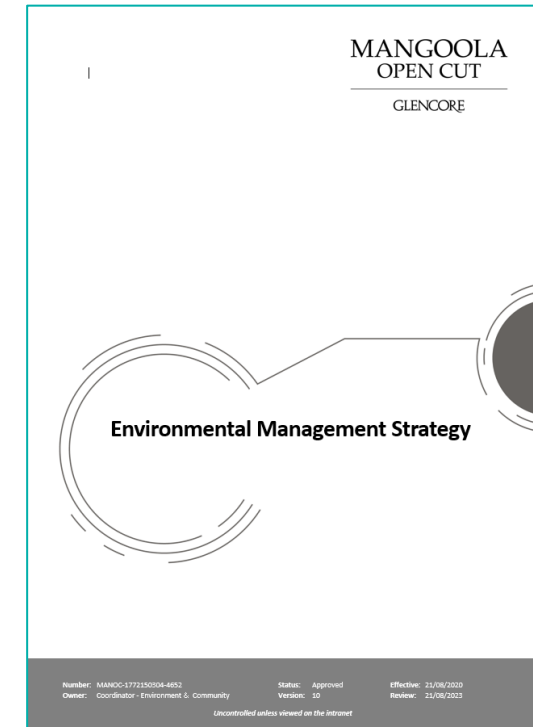 MANGOOLA
OPEN CUT
GLENCORE
Environmental Management Strategy
Number: MANOC-1772150304-4652 Status: Approved Effective: 21/08/2020
Owner: Coordinator - Environment & Community Version: 10 Review: 21/08/2023
Uncontrolled unless viewed on the intranet